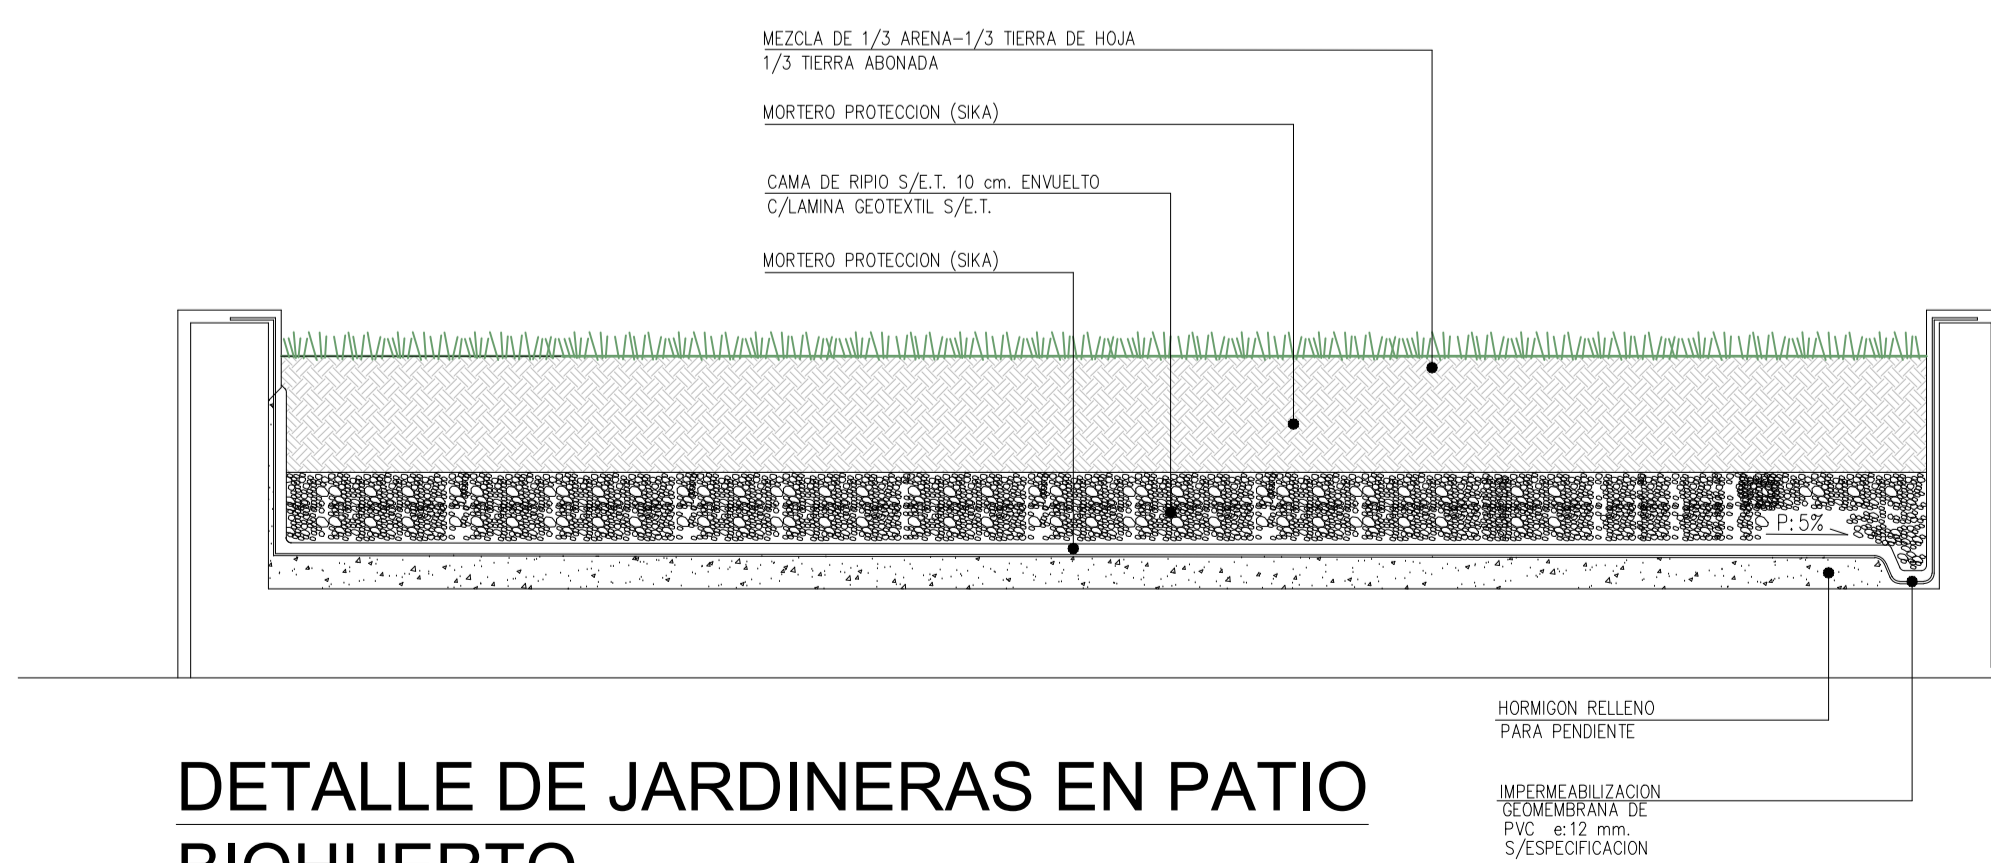 MEZCLA DE 1/3 ARENA-1/3 TIERRA DE HOJA
1/3 TIERRA ABONADA
MORTERO PROTECCION (SIKA)
CAMA DE RIPIO S/E.T. 10 cm. ENVUELTO
C/LAMINA GEOTEXTIL S/E.T.
MORTERO PROTECCION (SIKA)
P:5%
HORMIGON RELLENO
PARA PENDIENTE
IMPERMEABILIZACION
GEOMEMBRANA DE
PVC e:12 mm.
S/ESPECIFICACION
DETALLE DE JARDINERAS EN PATIO
BIOHUERTO